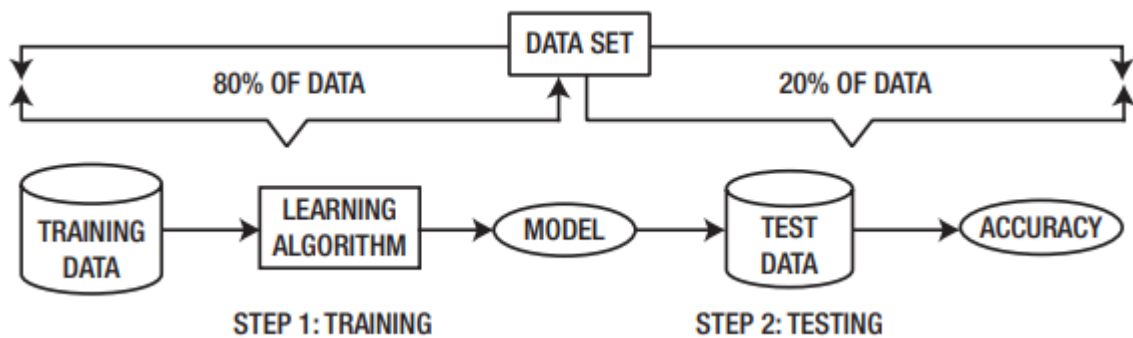 DATA SET
80% OF DATA
20% OF DATA
TRAINING
DATA
LEARNING
ALGORITHM
MODEL
TEST
DATA
ACCURACY
STEP 1: TRAINING
STEP 2: TESTING